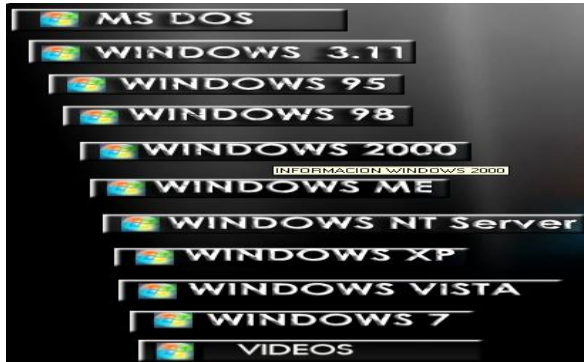 MS DOS
WINDOWS 3.11
WINDOWS 95
WINDOWS 98
WINDOWS 2000
INFORMACION WINDOWS 2000
WINDOWS ME
WINDOWS NT Server
WINDOWS XP
WINDOWS VISTA
WINDOWS 7
VIDEOS